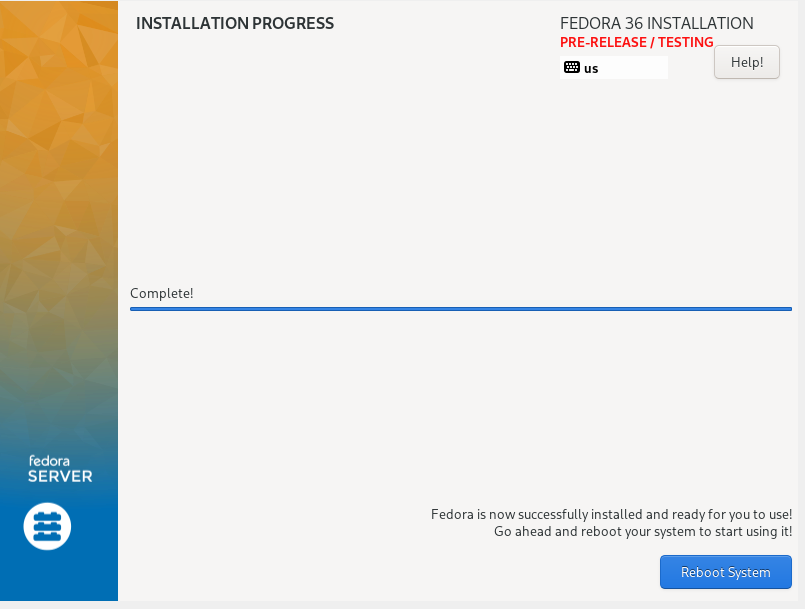 INSTALLATION PROGRESS
FEDORA 36 INSTALLATION
PRE-RELEASE / TESTING
us
Help!
Complete!
fedora
SERVER
Fedora is now successfully installed and ready for you to use!
Go ahead and reboot your system to start using it!
Reboot System